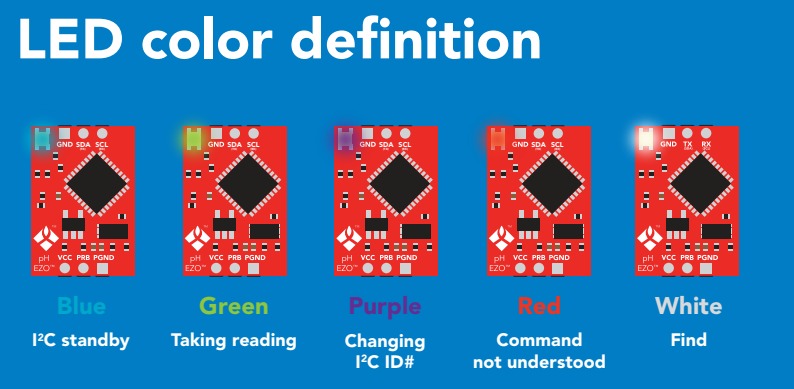 LED color definition
GND SDA SCL
GND SDA SCL
GND SDA SCL
GND SDA SCL
GND TX RX
pH VCC PRB PGND
EZO™
pH VCC PRB PGND
EZO™
pH VCC PRB PGND
EZO™
pH VCC PRB PGND
EZO™
pH VCC PRB PGND
EZO™
Blue Green Purple Red White
I²C standby Taking reading Changing Command Find
I²C ID# not understood